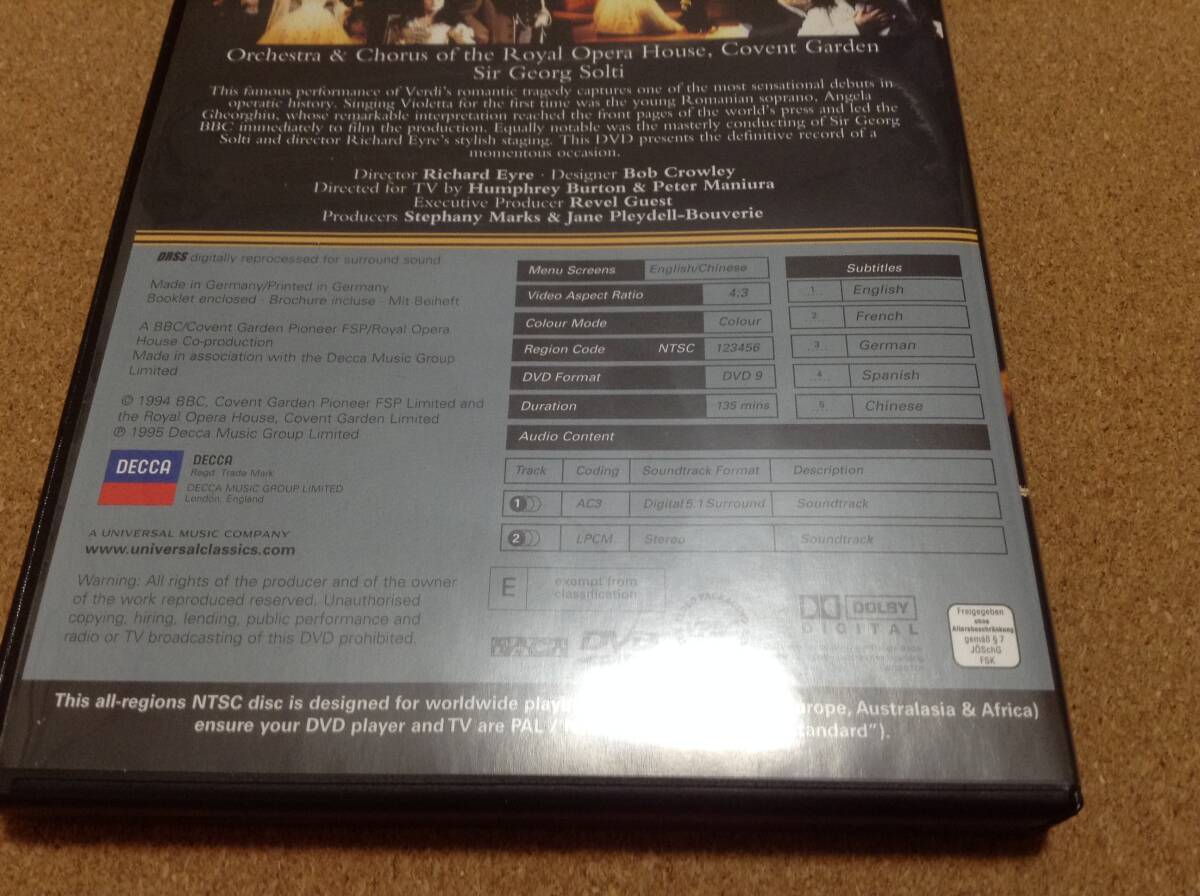 Orchestra & Chorus of the Royal Opera House, Covent Garden
Sir Georg Solti
This famous performance of Verdi's romantic tragedy captures one of the most sensational debuts in
operatic history. Singing Violetta for the first time was the young Romanian soprano, Angela
Gheorghiu, whose remarkable interpretation reached the front pages of the world's press and led the
BBC immediately to film the production. Equally notable was the masterly conducting of Sir Georg
Solti and director Richard Eyre's stylish staging. This DVD presents the definitive record of a
momentous occasion.
Director Richard Eyre · Designer Bob Crowley
Directed for TV by Humphrey Burton & Peter Maniura
Executive Producer Revel Guest
Producers Stephany Marks & Jane Pleydell-Bouverie
DRSS digitally reprocessed for surround sound
Made in Germany/Printed in Germany
Booklet enclosed · Brochure incluse · Mit Beiheft
A BBC/Covent Garden Pioneer FSP/Royal Opera
House Co-production
Made in association with the Decca Music Group
Limited
© 1994 BBC, Covent Garden Pioneer FSP Limited and
the Royal Opera House, Covent Garden Limited
℗ 1995 Decca Music Group Limited
DECCA
DECCA
Regd. Trade Mark
DECCA MUSIC GROUP LIMITED
London, England
A UNIVERSAL MUSIC COMPANY
www.universalclassics.com
Warning: All rights of the producer and of the owner
of the work reproduced reserved. Unauthorised
copying, hiring, lending, public performance and
radio or TV broadcasting of this DVD prohibited.
Menu Screens English/Chinese
Video Aspect Ratio 4:3
Colour Mode Colour
Region Code NTSC 123456
DVD Format DVD 9
Duration 135 mins
Subtitles
1 English
2 French
3 German
4 Spanish
5 Chinese
Audio Content
Track Coding Soundtrack Format Description
1 AC3 Digital 5.1 Surround Soundtrack
2 LPCM Stereo Soundtrack
E exempt from
classification
DVD
DOLBY
DIGITAL
Freigegeben
ohne
Altersbeschränkung
gemäß § 7
JÖSchG
FSK
This all-regions NTSC disc is designed for worldwide Australasia & Africa)
ensure your DVD player and TV are PAL